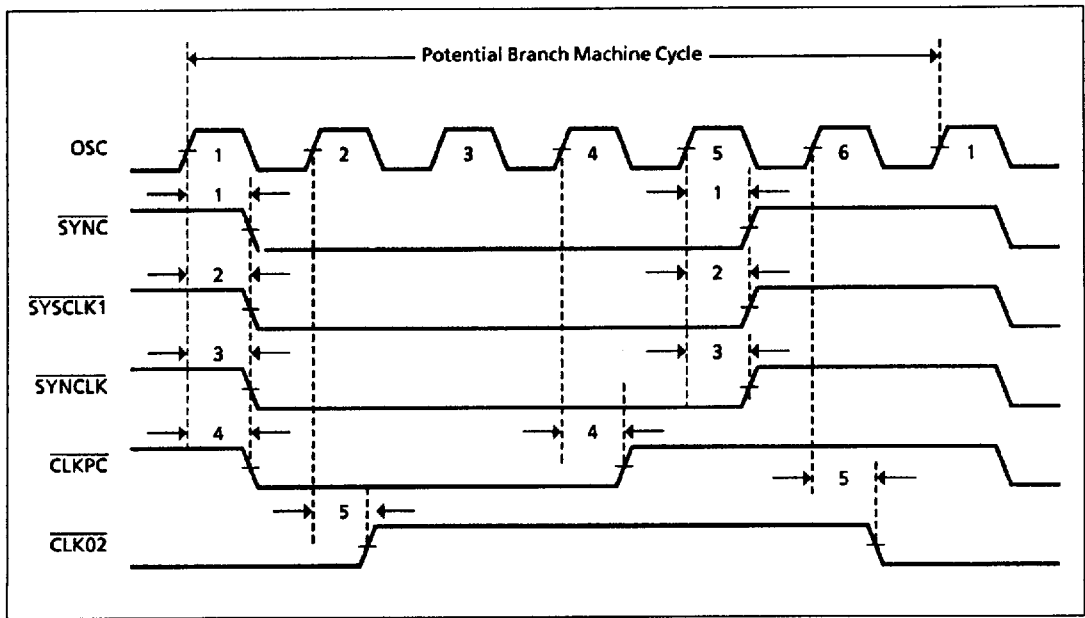 Potential Branch Machine Cycle
OSC 1 2 3 4 5 6 1
1 1
SYNC
2 2
SYSCLK1
3 3
SYNCLK
4 4
CLKPC
5 5
CLK02